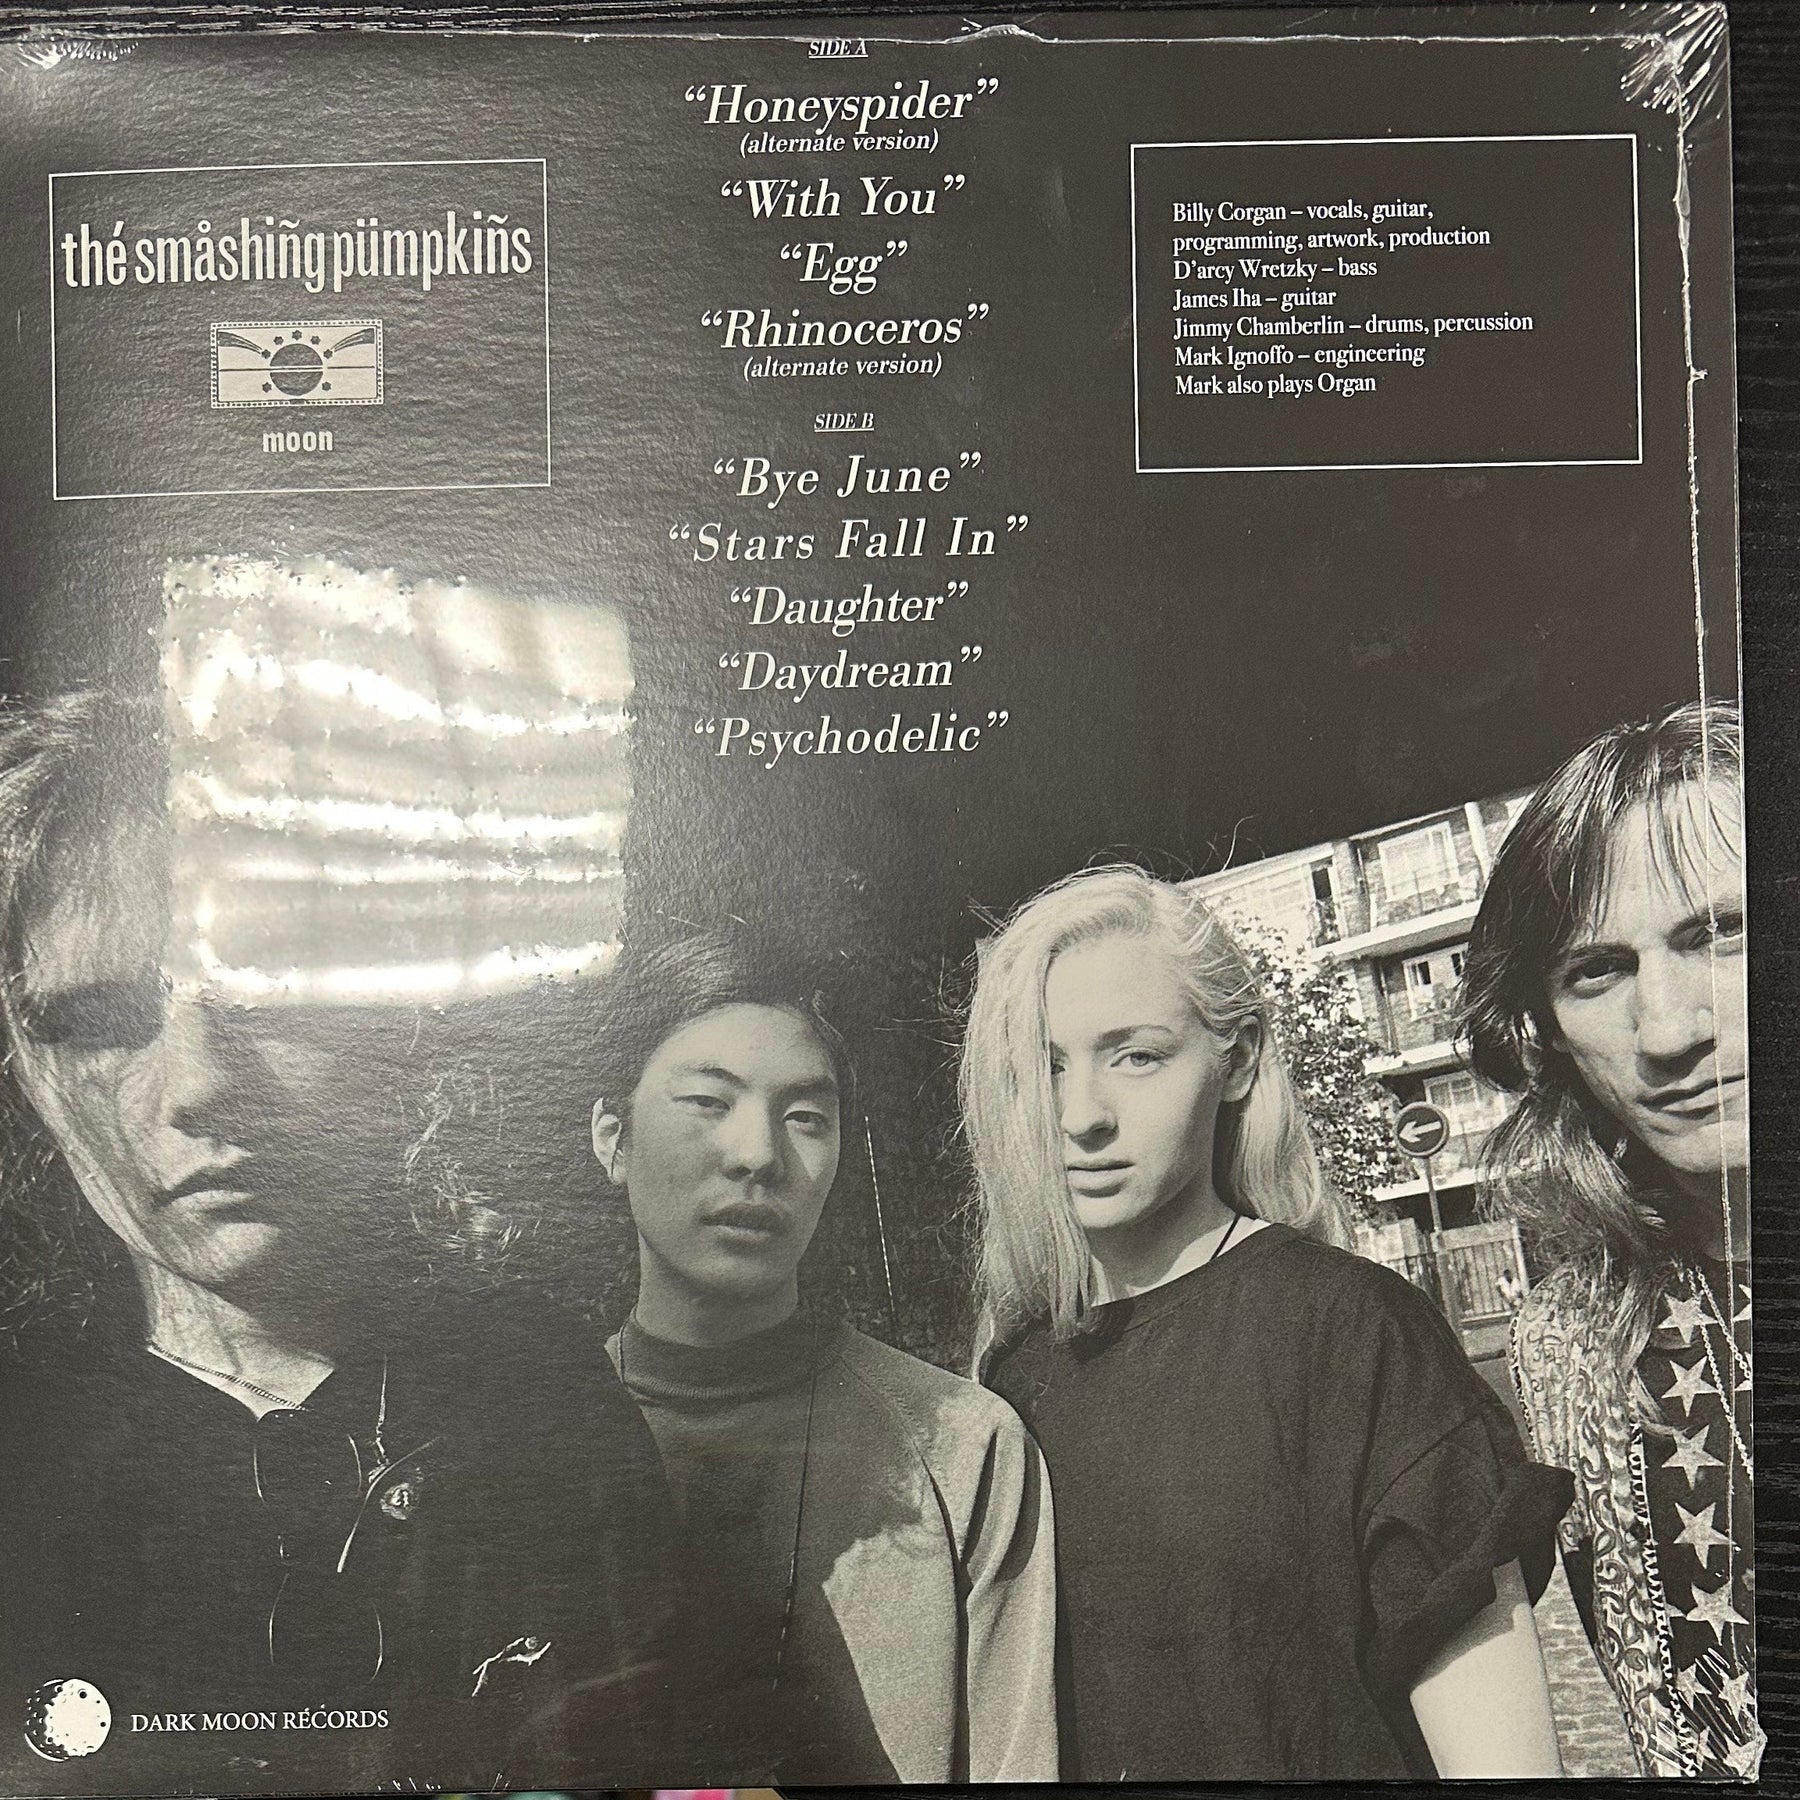 SIDE A
“Honeyspider”
(alternate version)
“With You”
“Egg”
“Rhinoceros”
(alternate version)
SIDE B
“Bye June”
“Stars Fall In”
“Daughter”
“Daydream”
“Psychodelic”
thé småshiñg pümpkiñs
moon
Billy Corgan – vocals, guitar,
programming, artwork, production
D’arcy Wretzky – bass
James Iha – guitar
Jimmy Chamberlin – drums, percussion
Mark Ignoffo – engineering
Mark also plays Organ
DARK MOON RECORDS